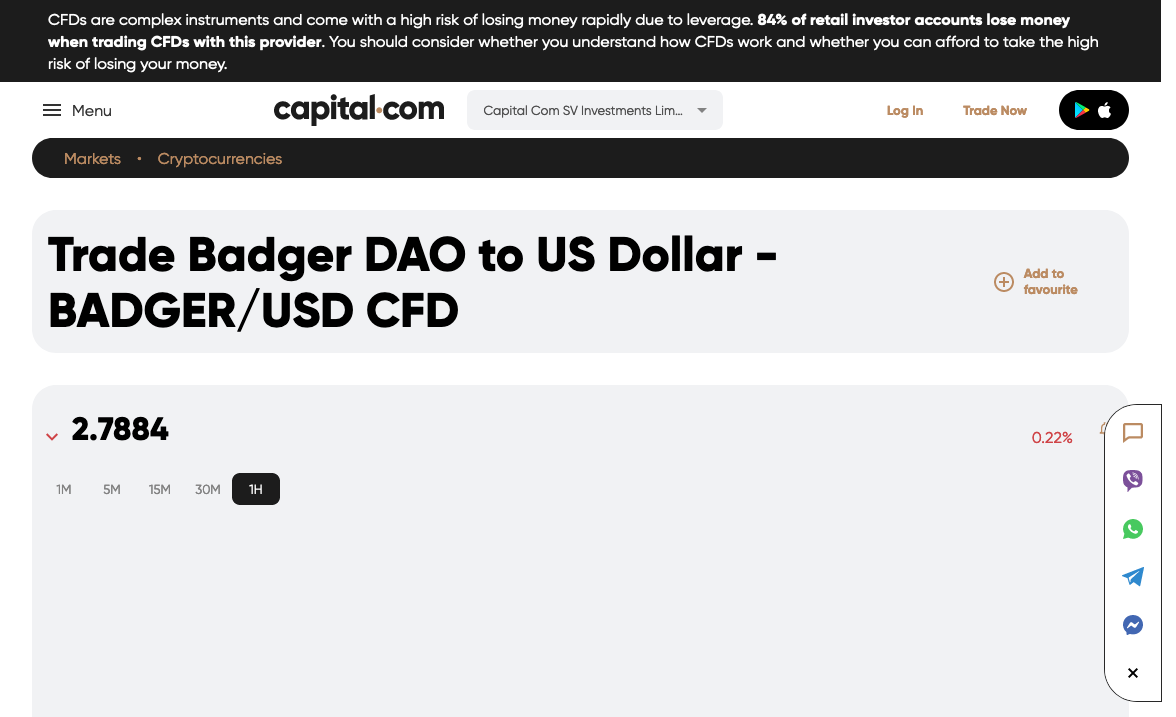 CFDs are complex instruments and come with a high risk of losing money rapidly due to leverage. 84% of retail investor accounts lose money
when trading CFDs with this provider. You should consider whether you understand how CFDs work and whether you can afford to take the high
risk of losing your money.
Menu
capital.com
Capital Com SV Investments Lim...
Log In
Trade Now
Markets
Cryptocurrencies
Trade Badger DAO to US Dollar -
BADGER/USD CFD
Add to
favourite
2.7884
0.22%
1M 5M 15M 30M 1H